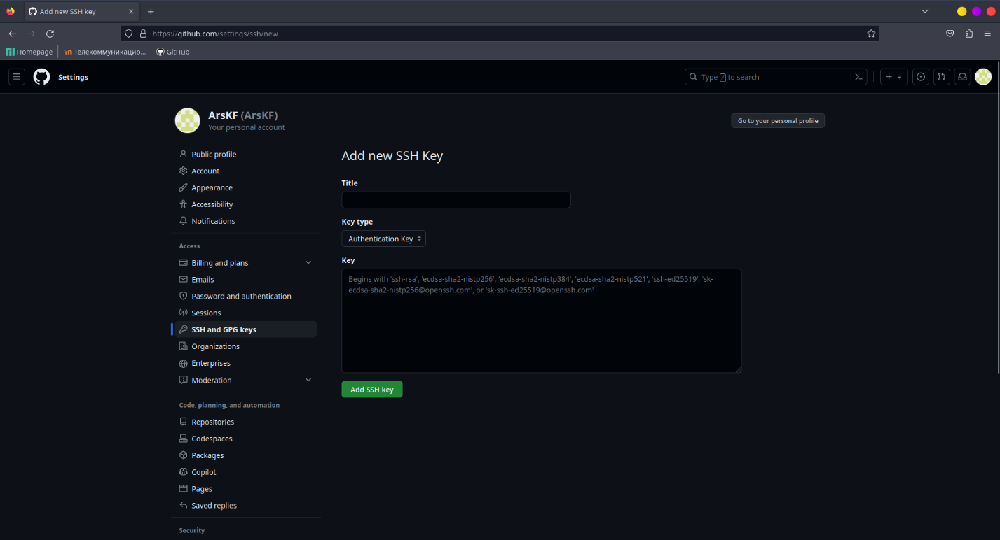 Add new SSH key
https://github.com/settings/ssh/new
Homepage
Телекоммуникацио...
GitHub
Settings
Type / to search
ArsKF (ArsKF)
Your personal account
Go to your personal profile
Public profile
Account
Appearance
Accessibility
Notifications
Access
Billing and plans
Emails
Password and authentication
Sessions
SSH and GPG keys
Organizations
Enterprises
Moderation
Code, planning, and automation
Repositories
Codespaces
Packages
Copilot
Pages
Saved replies
Security
Add new SSH Key
Title
Key type
Authentication Key
Key
Begins with 'ssh-rsa', 'ecdsa-sha2-nistp256', 'ecdsa-sha2-nistp384', 'ecdsa-sha2-nistp521', 'ssh-ed25519', 'sk-
ecdsa-sha2-nistp256@openssh.com', or 'sk-ssh-ed25519@openssh.com'
Add SSH key